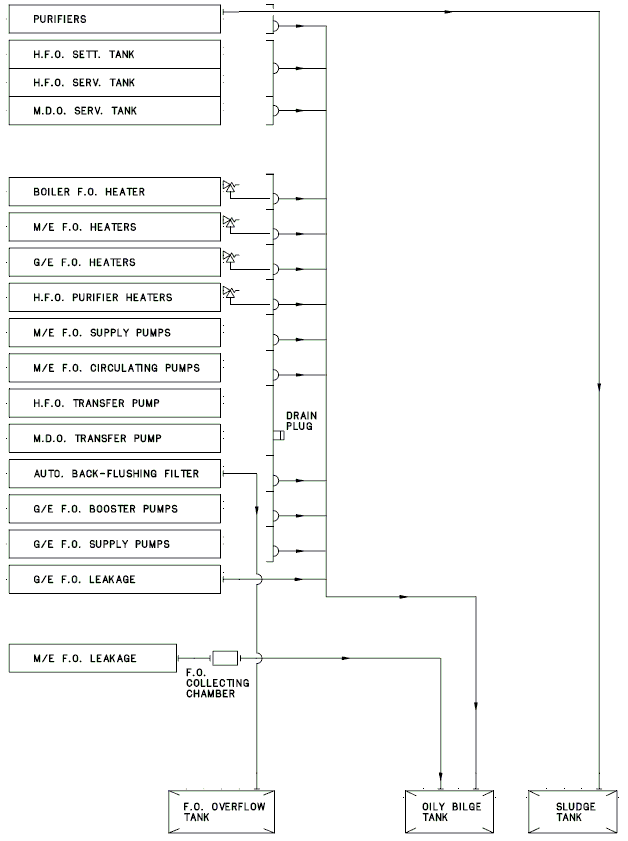 PURIFIERS
H.F.O. SETT. TANK
H.F.O. SERV. TANK
M.D.O. SERV. TANK
BOILER F.O. HEATER
M/E F.O. HEATERS
G/E F.O. HEATERS
H.F.O. PURIFIER HEATERS
M/E F.O. SUPPLY PUMPS
M/E F.O. CIRCULATING PUMPS
H.F.O. TRANSFER PUMP
DRAIN
PLUG
M.D.O. TRANSFER PUMP
AUTO. BACK-FLUSHING FILTER
G/E F.O. BOOSTER PUMPS
G/E F.O. SUPPLY PUMPS
G/E F.O. LEAKAGE
M/E F.O. LEAKAGE
F.O.
COLLECTING
CHAMBER
F.O. OVERFLOW
TANK
OILY BILGE
TANK
SLUDGE
TANK